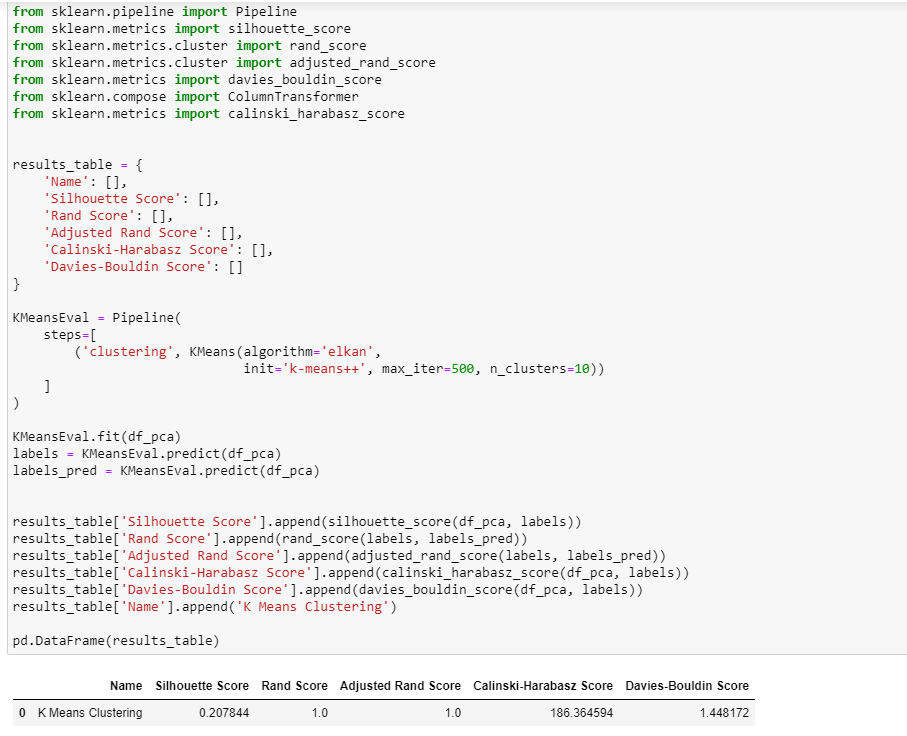 from sklearn.pipeline import Pipeline
from sklearn.metrics import silhouette_score
from sklearn.metrics.cluster import rand_score
from sklearn.metrics.cluster import adjusted_rand_score
from sklearn.metrics import davies_bouldin_score
from sklearn.compose import ColumnTransformer
from sklearn.metrics import calinski_harabasz_score
results_table = {
    'Name': [],
    'Silhouette Score': [],
    'Rand Score': [],
    'Adjusted Rand Score': [],
    'Calinski-Harabasz Score': [],
    'Davies-Bouldin Score': []
}
KMeansEval = Pipeline(
    steps=[
        ('clustering', KMeans(algorithm='elkan',
                              init='k-means++', max_iter=500, n_clusters=10))
    ]
)
KMeansEval.fit(df_pca)
labels = KMeansEval.predict(df_pca)
labels_pred = KMeansEval.predict(df_pca)
results_table['Silhouette Score'].append(silhouette_score(df_pca, labels))
results_table['Rand Score'].append(rand_score(labels, labels_pred))
results_table['Adjusted Rand Score'].append(adjusted_rand_score(labels, labels_pred))
results_table['Calinski-Harabasz Score'].append(calinski_harabasz_score(df_pca, labels))
results_table['Davies-Bouldin Score'].append(davies_bouldin_score(df_pca, labels))
results_table['Name'].append('K Means Clustering')
pd.DataFrame(results_table)
Name Silhouette Score Rand Score Adjusted Rand Score Calinski-Harabasz Score Davies-Bouldin Score
0 K Means Clustering 0.207844 1.0 1.0 186.364594 1.448172